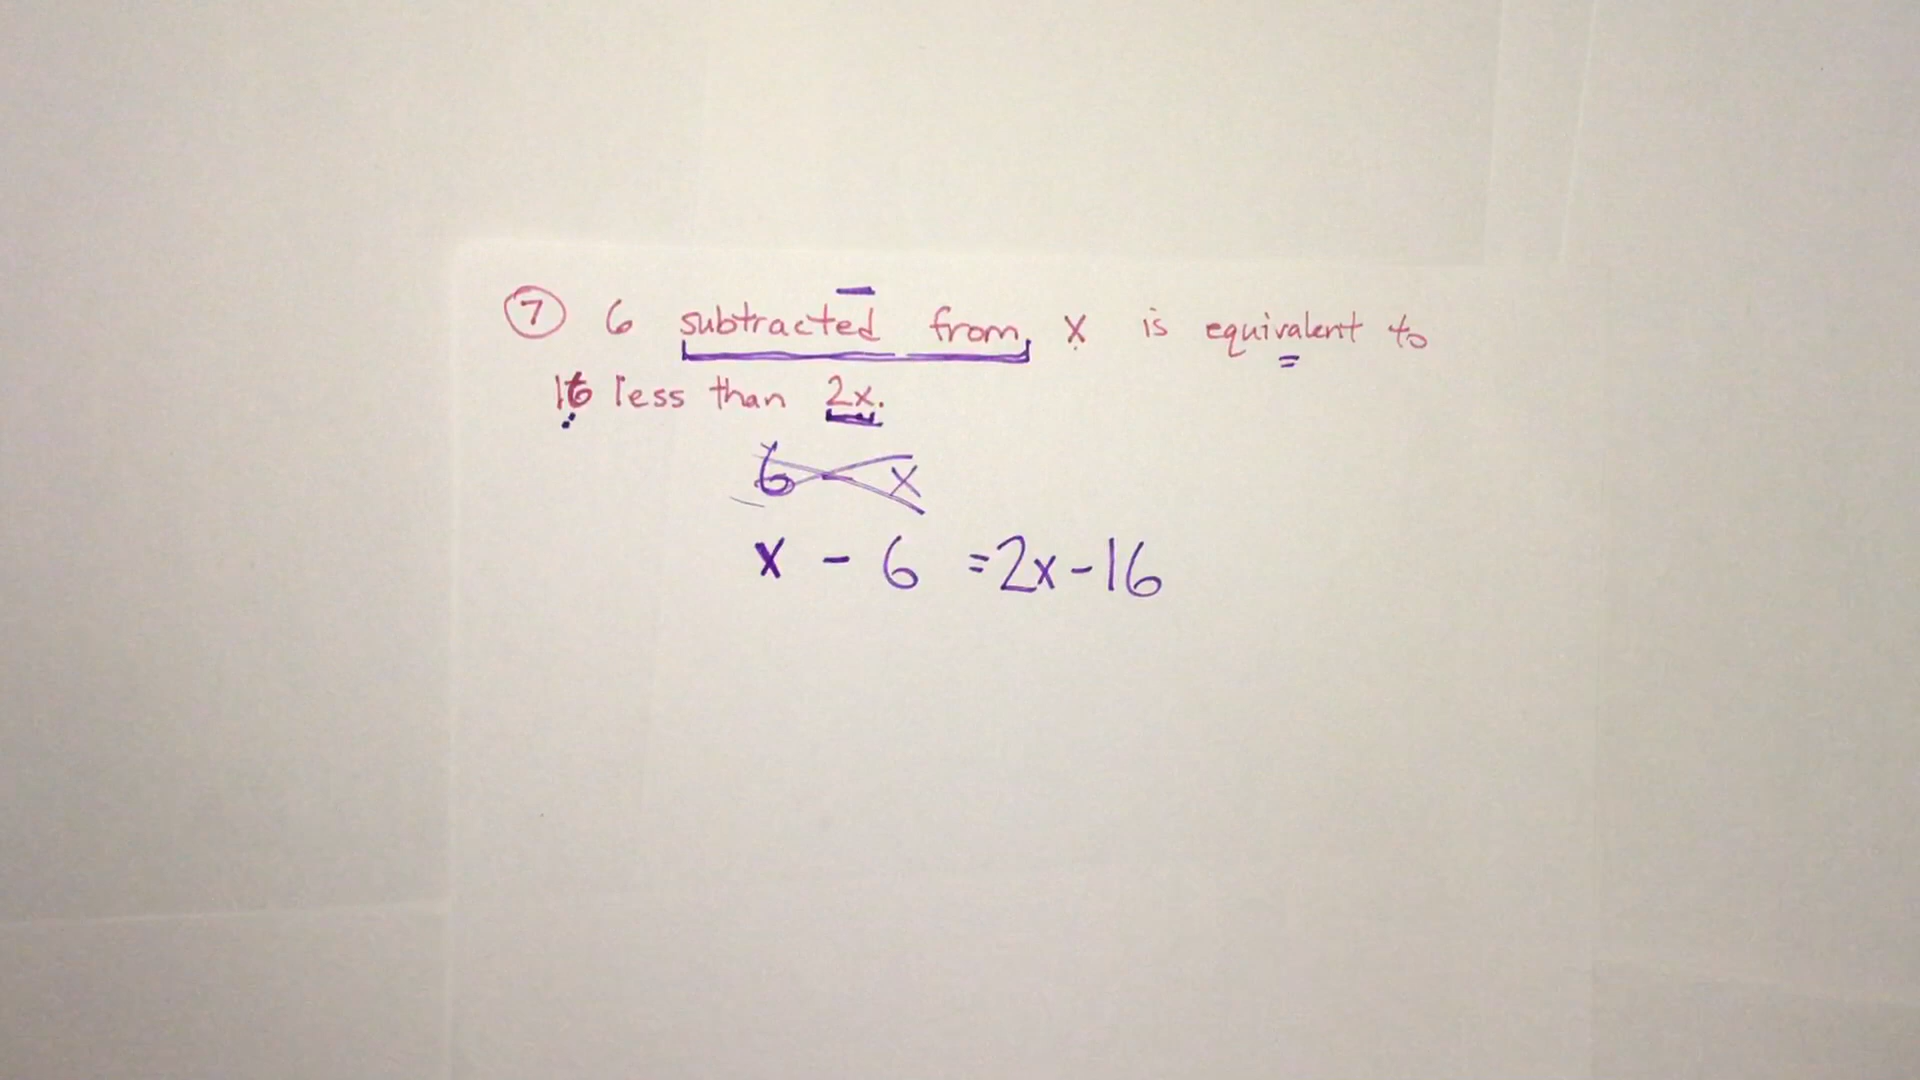 7 6 subtracted from x is equivalent to
16 less than 2x.
6 - x
x - 6 = 2x - 16